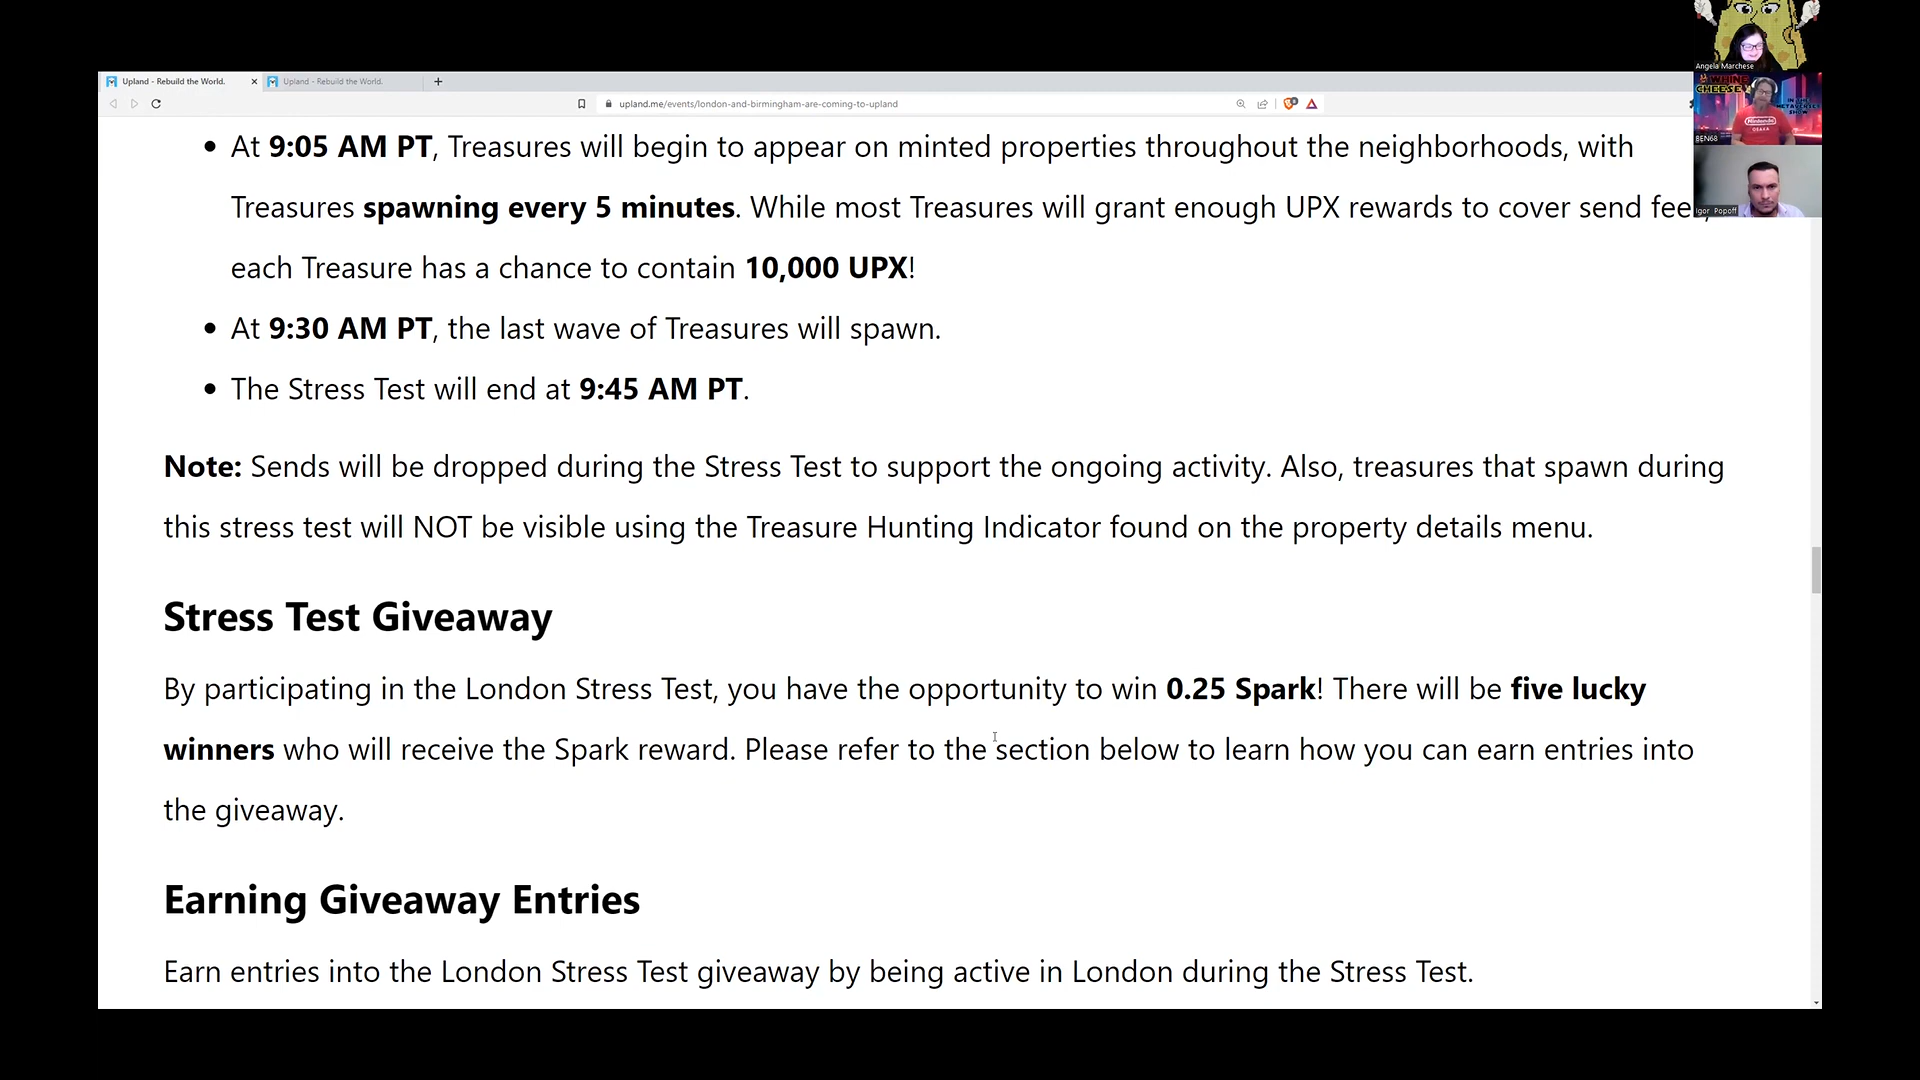 Angela Marchese
Upland - Rebuild the World.
Upland - Rebuild the World.
upland.me/events/london-and-birmingham-are-coming-to-upland
WHINE
CHEESE
IN THE
METAVERSE
SHOW
Nintendo
OSAKA
BEN68
Igor Popoff
• At 9:05 AM PT, Treasures will begin to appear on minted properties throughout the neighborhoods, with
Treasures spawning every 5 minutes. While most Treasures will grant enough UPX rewards to cover send fees,
each Treasure has a chance to contain 10,000 UPX!
• At 9:30 AM PT, the last wave of Treasures will spawn.
• The Stress Test will end at 9:45 AM PT.
Note: Sends will be dropped during the Stress Test to support the ongoing activity. Also, treasures that spawn during
this stress test will NOT be visible using the Treasure Hunting Indicator found on the property details menu.
Stress Test Giveaway
By participating in the London Stress Test, you have the opportunity to win 0.25 Spark! There will be five lucky
winners who will receive the Spark reward. Please refer to the section below to learn how you can earn entries into
the giveaway.
Earning Giveaway Entries
Earn entries into the London Stress Test giveaway by being active in London during the Stress Test.